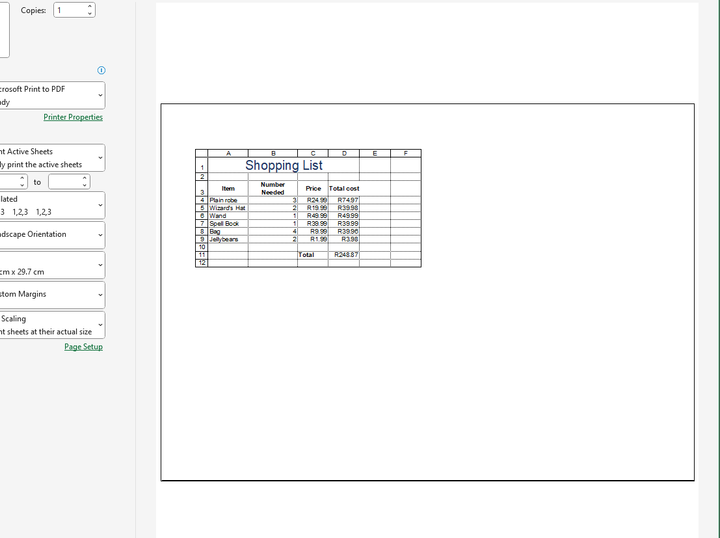 Copies: 1
crosoft Print to PDF
ady
Printer Properties
nt Active Sheets
ly print the active sheets
to
lated
3 1,2,3 1,2,3
ndscape Orientation
cm x 29.7 cm
stom Margins
Scaling
nt sheets at their actual size
Page Setup
A B C D E F
1 Shopping List
2
3 Item Number Needed Price Total cost
4 Plain robe 3 R24.99 R74.97
5 Wizard's Hat 2 R19.99 R39.98
6 Wand 1 R49.99 R49.99
7 Spell Book 1 R39.99 R39.99
8 Bag 4 R9.99 R39.96
9 Jellybeans 2 R1.99 R3.98
10
11 Total R248.87
12